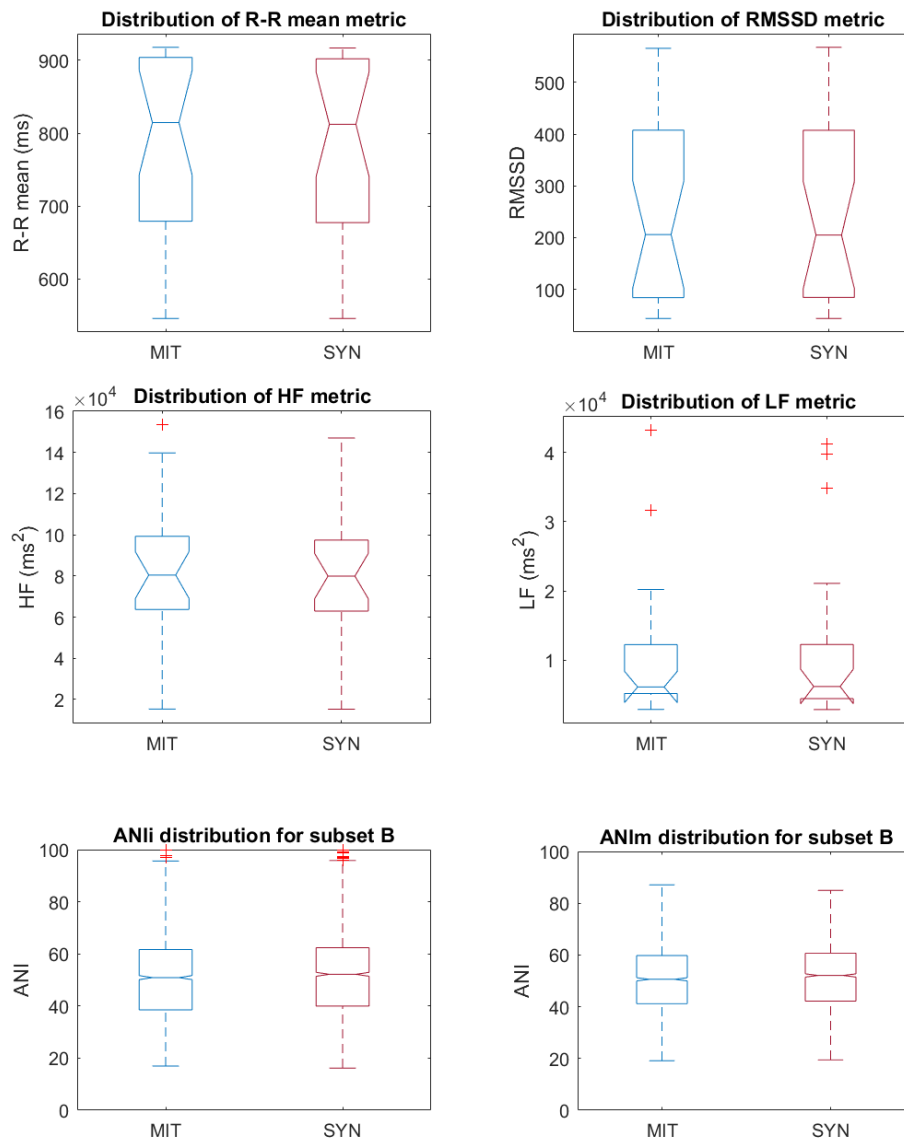 Distribution of R-R mean metric
R-R mean (ms)
900
800
700
600
MIT
SYN
Distribution of RMSSD metric
RMSSD
500
400
300
200
100
MIT
SYN
Distribution of HF metric
×10^4
HF (ms^2)
16
14
12
10
8
6
4
2
MIT
SYN
Distribution of LF metric
×10^4
LF (ms^2)
4
3
2
1
MIT
SYN
ANIi distribution for subset B
ANI
100
80
60
40
20
0
MIT
SYN
ANIm distribution for subset B
ANI
100
80
60
40
20
0
MIT
SYN